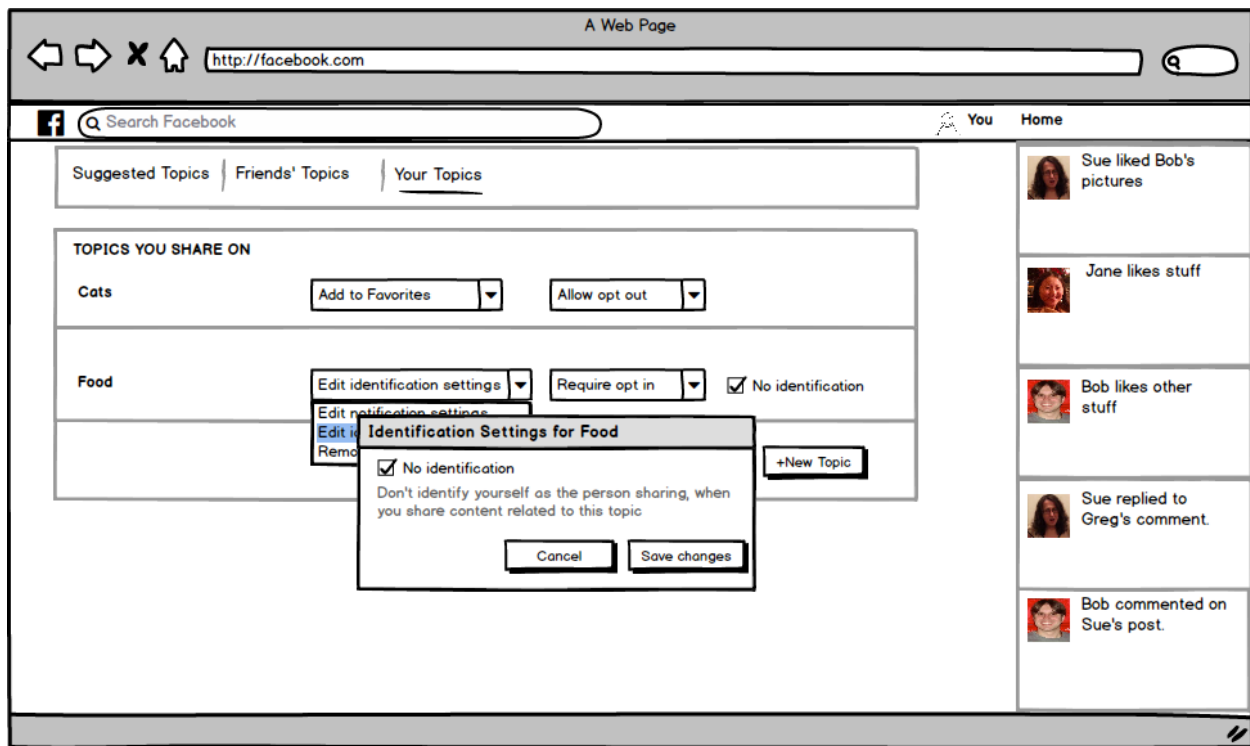 A Web Page
http://facebook.com
Search Facebook
You Home
Suggested Topics Friends' Topics Your Topics
TOPICS YOU SHARE ON
Cats Add to Favorites Allow opt out
Food Edit identification settings Require opt in No identification
Edit notification settings
Edit
Identification Settings for Food
+New Topic
No identification
Don't identify yourself as the person sharing, when
you share content related to this topic
Cancel Save changes
Sue liked Bob's
pictures
Jane likes stuff
Bob likes other
stuff
Sue replied to
Greg's comment.
Bob commented on
Sue's post.